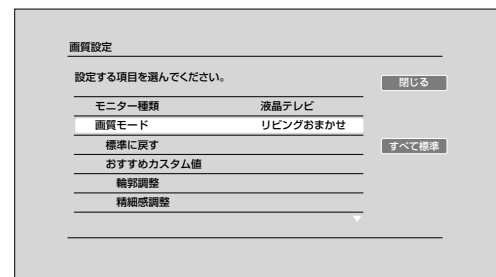 画質設定
設定する項目を選んでください。
閉じる
モニター種類 液晶テレビ
画質モード リビングおまかせ
標準に戻す
すべて標準
おすすめカスタム値
輪郭調整
精細感調整